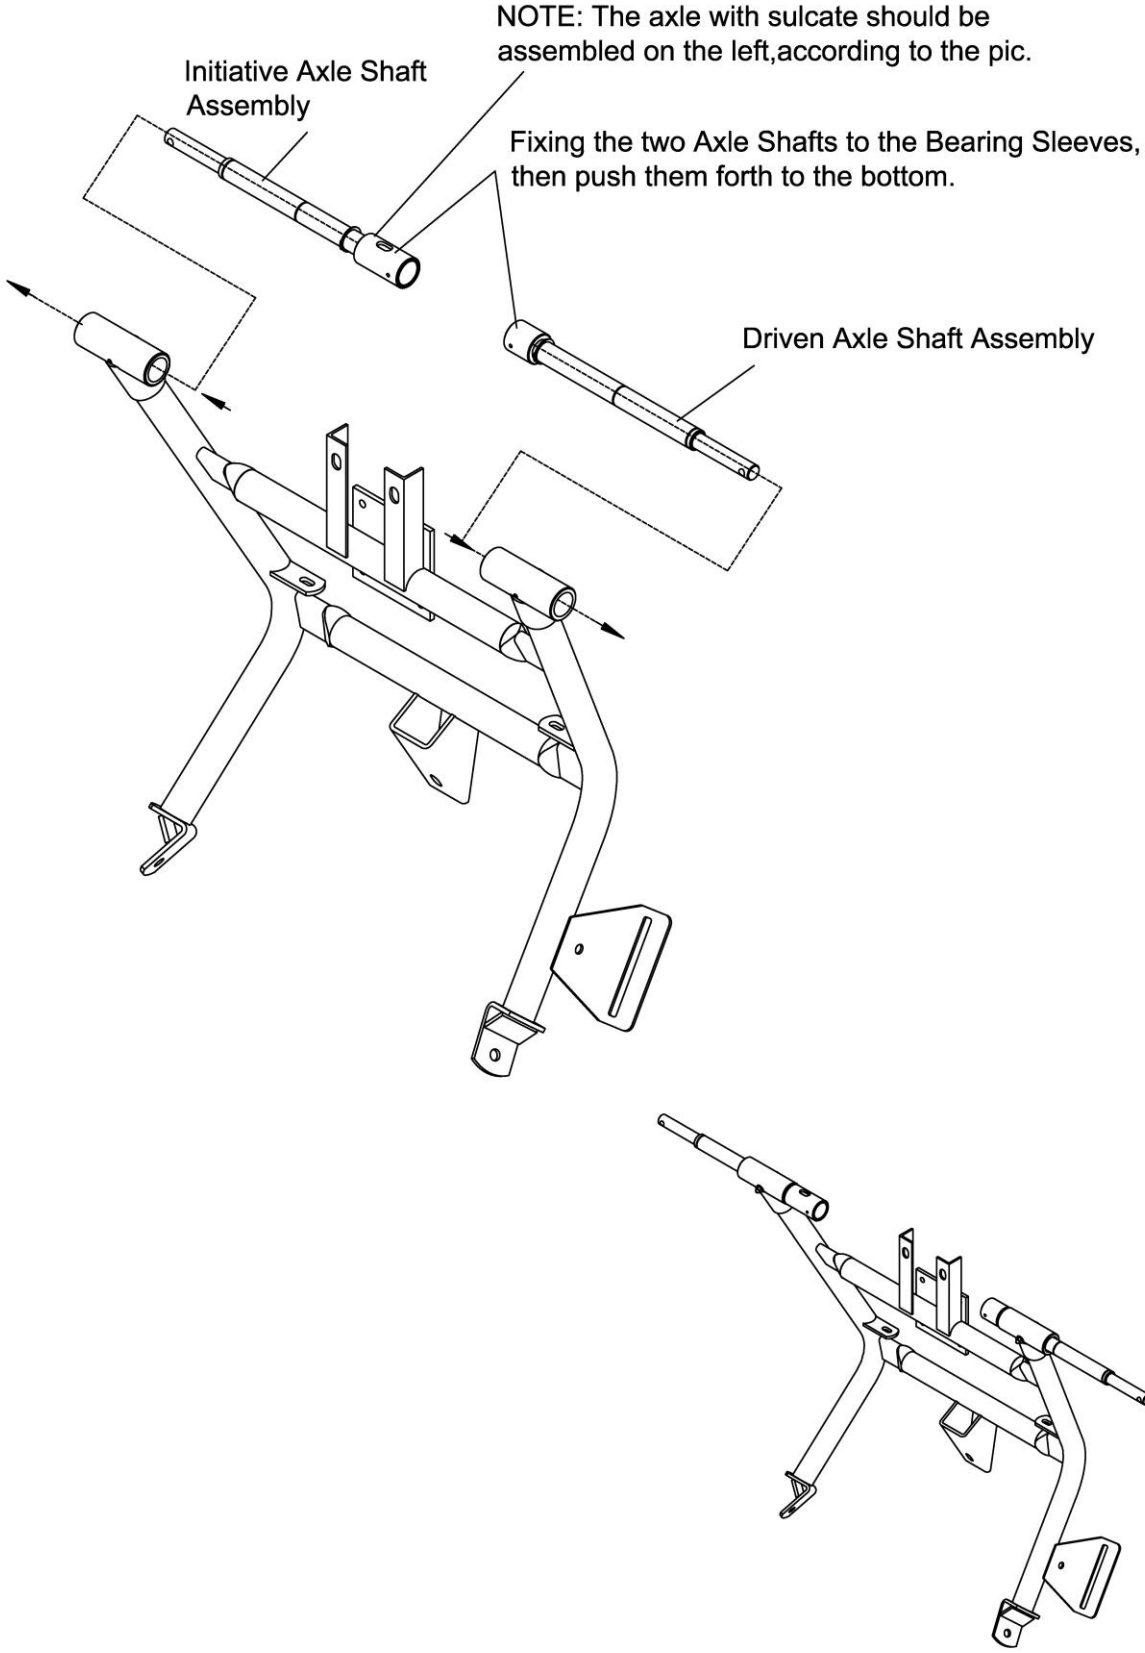 NOTE: The axle with sulcate should be
assembled on the left,according to the pic.
Initiative Axle Shaft
Assembly
Fixing the two Axle Shafts to the Bearing Sleeves,
then push them forth to the bottom.
Driven Axle Shaft Assembly